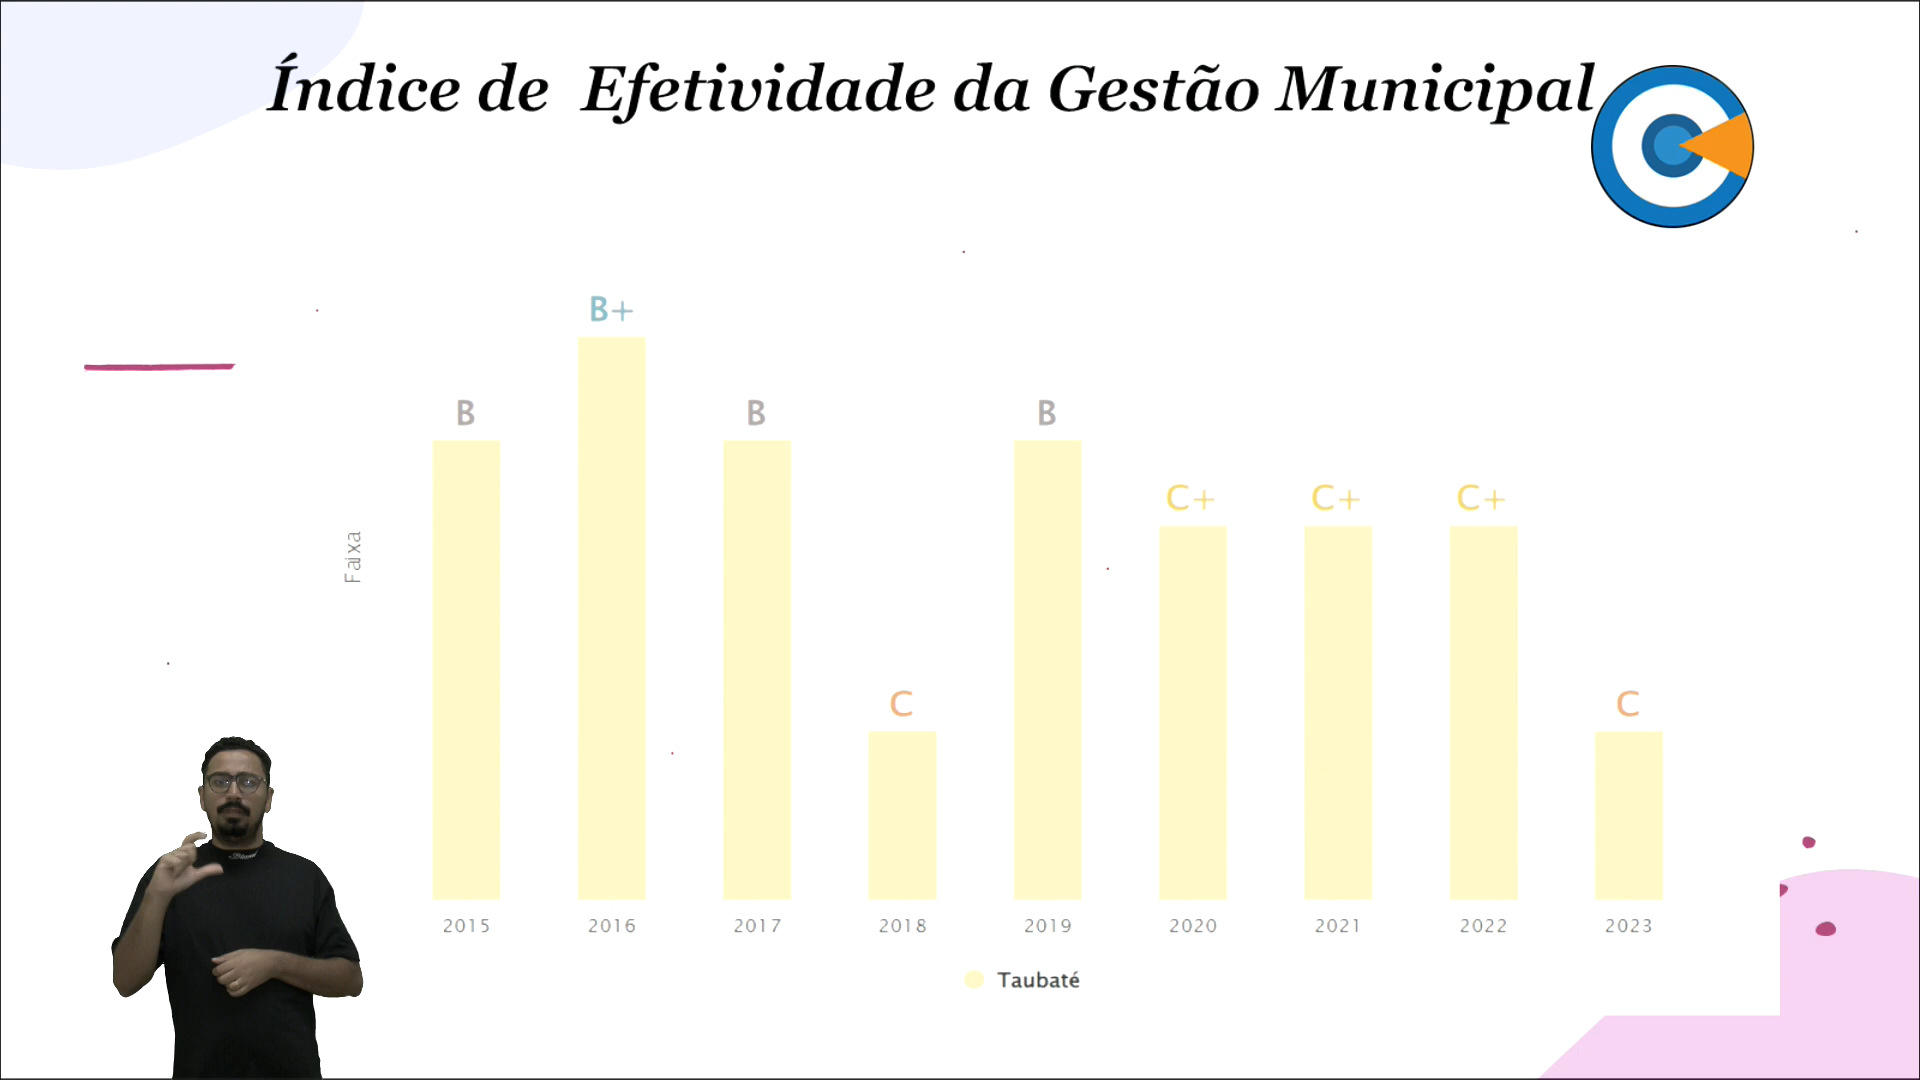 Índice de Efetividade da Gestão Municipal
B+
B
B
B
C+
C+
C+
C
C
Faixa
2015
2016
2017
2018
2019
2020
2021
2022
2023
Taubaté